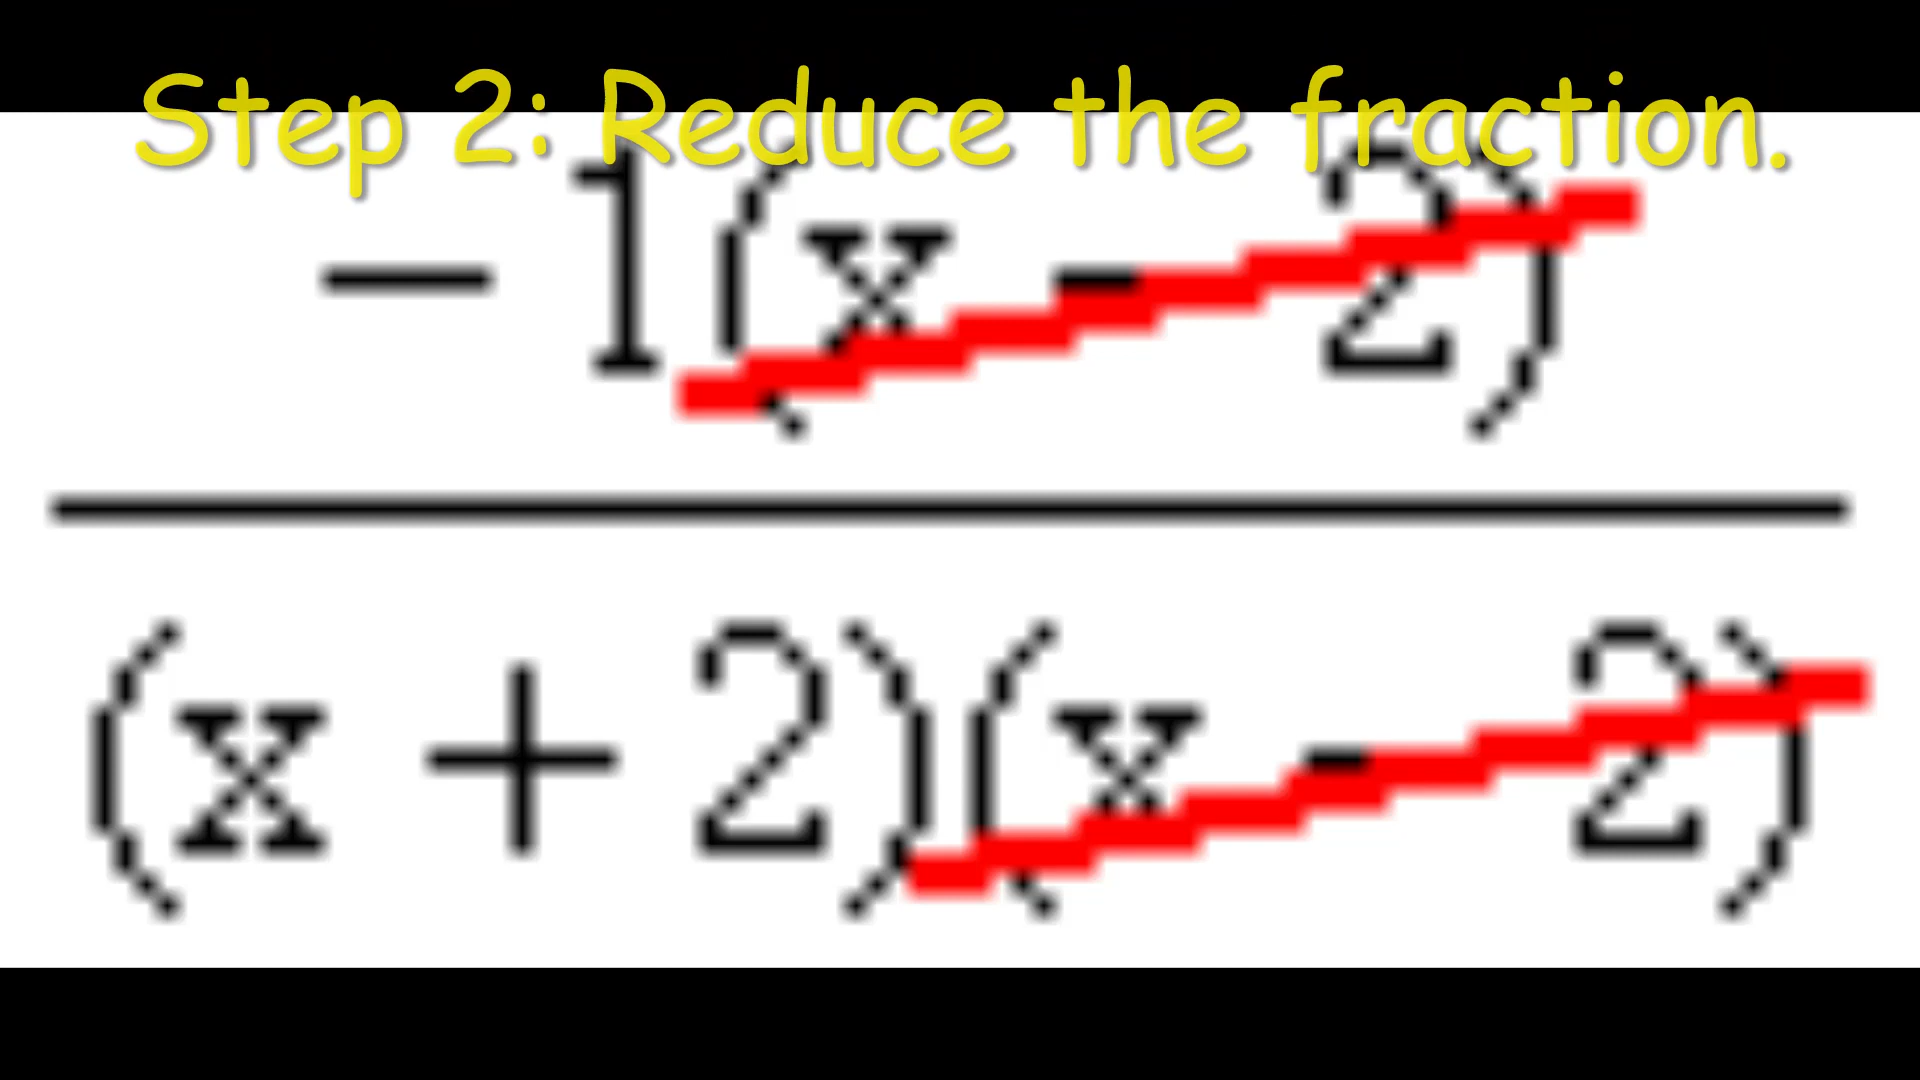 Step 2: Reduce the fraction.
-1(x - 2)
(x + 2)(x - 2)